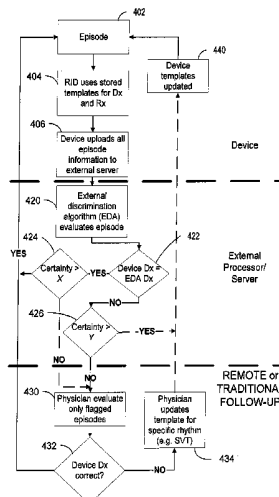 402
Episode
440
Device
templates
updated
404
RID uses stored
templates for Dx
and Rx
406
Device uploads all
episode
information to
external server
Device
420
External
discrimination
algorithm (EDA)
evaluates episode
424
422
YES
Certainty >
X
YES
Device Dx =
EDA Dx
External
Processor/
Server
NO
426
Certainty >
Y
YES
NO
NO
REMOTE or
TRADITIONAL
FOLLOW-UP
430
Physician evaluate
only flagged
episodes
Physician
updates
template for
specific rhythm
(e.g. SVT)
432
Device Dx
correct?
NO
434